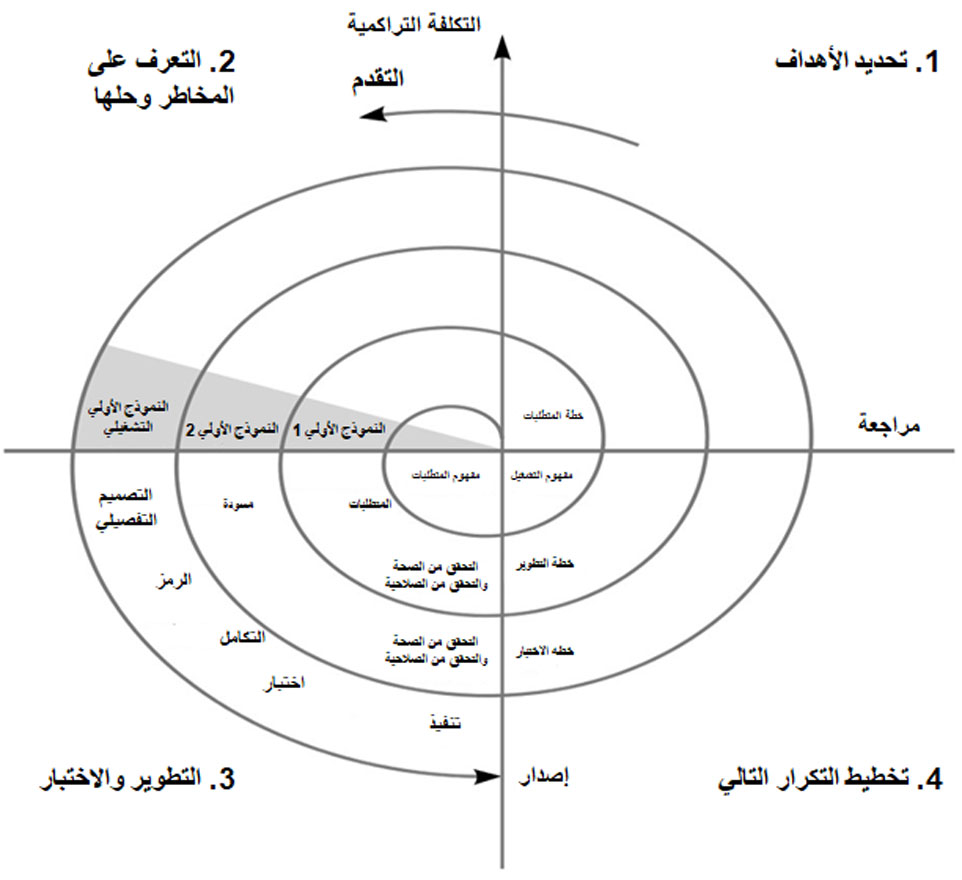 التكلفة التراكمية
1. تحديد الأهداف
2. التعرف على
المخاطر وحلها
التقدم
خطة المتطلبات
مراجعة
النموذج الأولي 1
النموذج الأولي 2
النموذج الأولي
التشغيلي
مفهوم التصعيل
مفهوم المتطلبات
المتطلبات
مسودة
التصميم
التفصيلي
خطة التطوير
التحقق من الصحة
والتحقق من الصلاحية
الرمز
خطه الاختبار
التحقق من الصحة
والتحقق من الصلاحية
التكامل
اختبار
تنفيذ
إصدار
3. التطوير والاختبار
4. تخطيط التكرار التالي